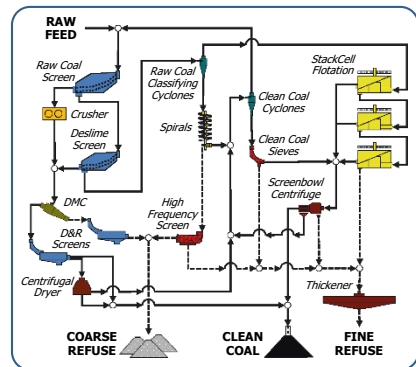 RAW
FEED
Raw Coal
Screen
Raw Coal
Classifying
Cyclones
StackCell
Flotation
Crusher
Clean Coal
Cyclones
Deslime
Screen
Spirals
Clean Coal
Sieves
Screenbowl
Centrifuge
DMC
High
Frequency
Screen
D&R
Screens
Centrifugal
Dryer
Thickener
COARSE
REFUSE
CLEAN
COAL
FINE
REFUSE